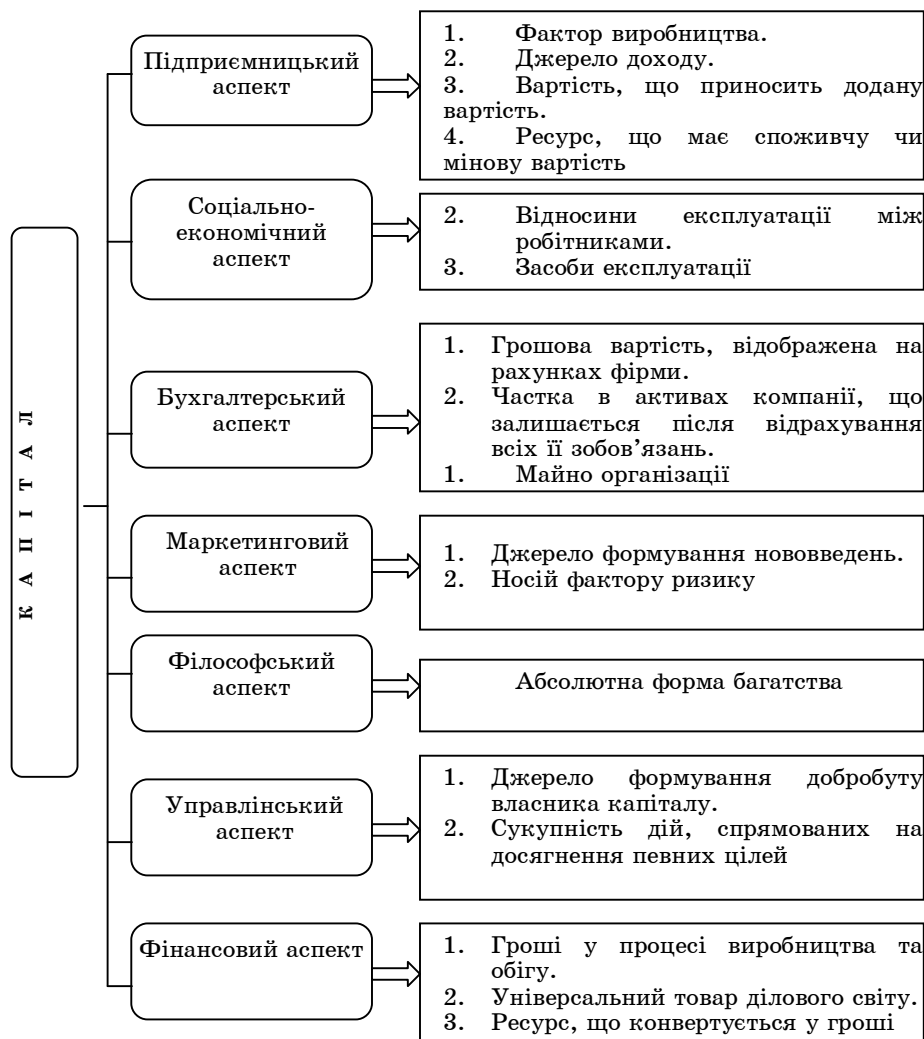 КАПІТАЛ
Підприємницький
аспект
1. Фактор виробництва.
2. Джерело доходу.
3. Вартість, що приносить додану
вартість.
4. Ресурс, що має споживчу чи
мінову вартість
Соціально-
економічний
аспект
2. Відносини експлуатації між
робітниками.
3. Засоби експлуатації
Бухгалтерський
аспект
1. Грошова вартість, відображена на
рахунках фірми.
2. Частка в активах компанії, що
залишається після відрахування
всіх її зобов’язань.
1. Майно організації
Маркетинговий
аспект
1. Джерело формування нововведень.
2. Носій фактору ризику
Філософський
аспект
Абсолютна форма багатства
Управлінський
аспект
1. Джерело формування добробуту
власника капіталу.
2. Сукупність дій, спрямованих на
досягнення певних цілей
Фінансовий аспект
1. Гроші у процесі виробництва та
обігу.
2. Універсальний товар ділового світу.
3. Ресурс, що конвертується у гроші